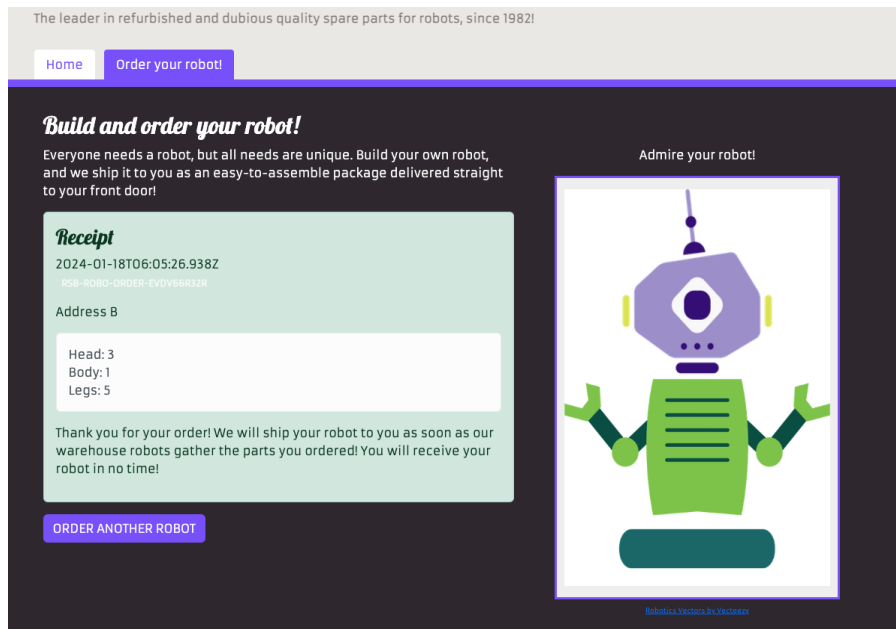 The leader in refurbished and dubious quality spare parts for robots, since 1982!
Home
Order your robot!
Build and order your robot!
Everyone needs a robot, but all needs are unique. Build your own robot,
and we ship it to you as an easy-to-assemble package delivered straight
to your front door!
Receipt
2024-01-18T06:05:26.938Z
RSB-ROBO-ORDER-EVDV66R32R
Address B
Head: 3
Body: 1
Legs: 5
Thank you for your order! We will ship your robot to you as soon as our
warehouse robots gather the parts you ordered! You will receive your
robot in no time!
ORDER ANOTHER ROBOT
Admire your robot!
Robotics Vectors by Vecteezy